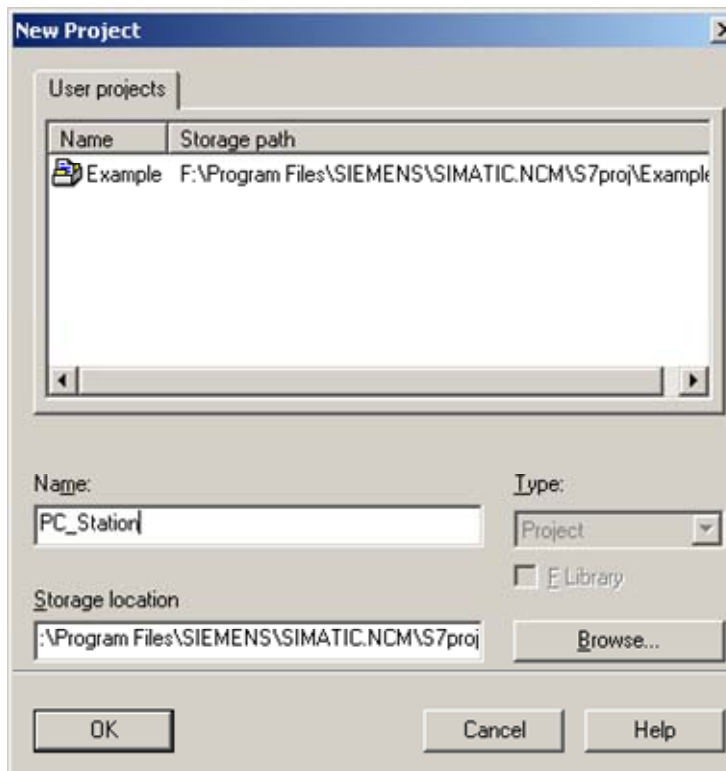 New Project
User projects
Name Storage path
Example F:\Program Files\SIEMENS\SIMATIC.NCM\S7proj\Example
Name: Type:
PC_Station Project
F Library
Storage location
:\Program Files\SIEMENS\SIMATIC.NCM\S7proj Browse...
OK Cancel Help